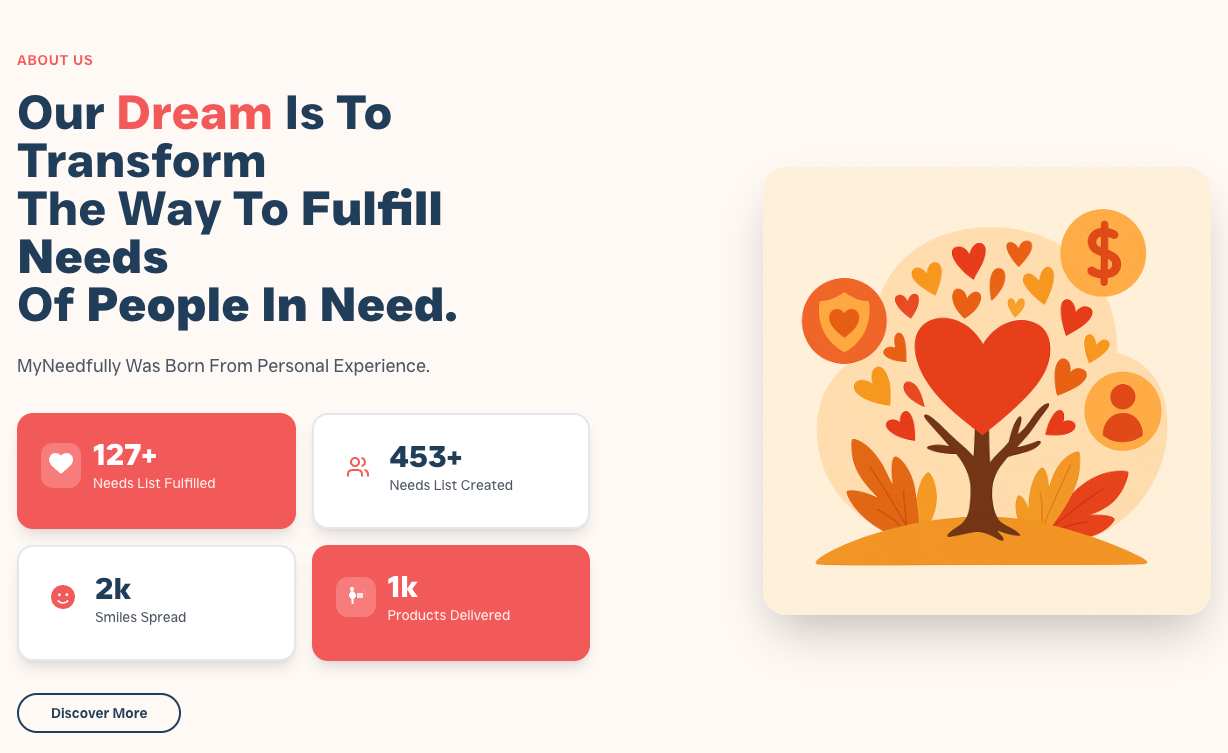 ABOUT US
Our Dream Is To
Transform
The Way To Fulfill
Needs
Of People In Need.
MyNeedfully Was Born From Personal Experience.
127+
Needs List Fulfilled
453+
Needs List Created
2k
Smiles Spread
1k
Products Delivered
Discover More
$